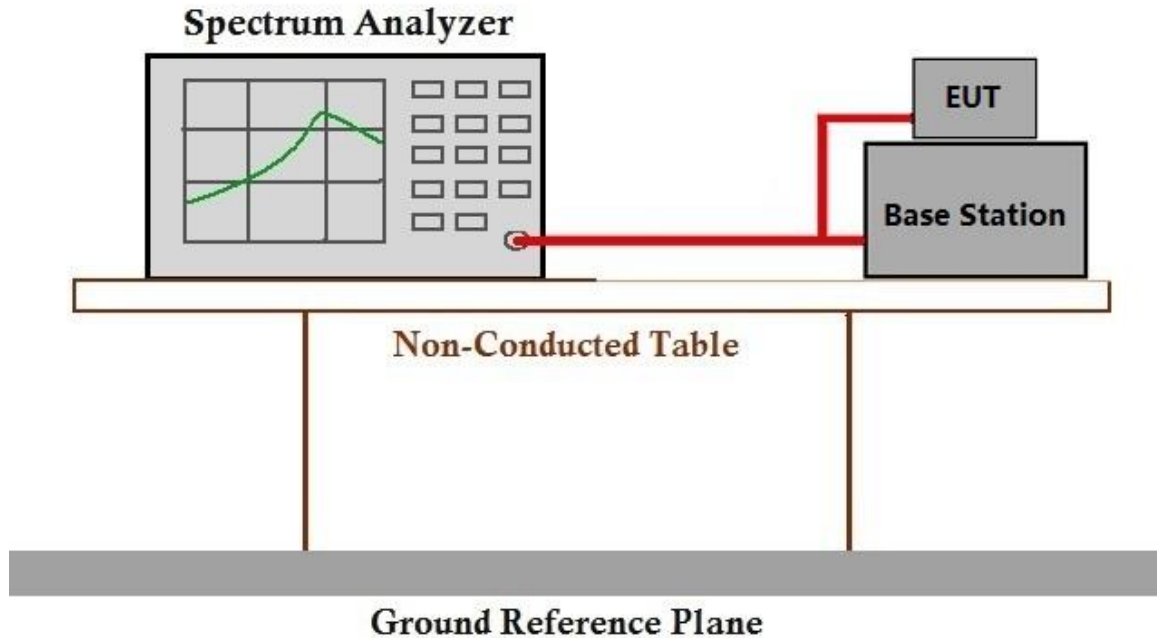 Spectrum Analyzer
EUT
Base Station
Non-Conducted Table
Ground Reference Plane